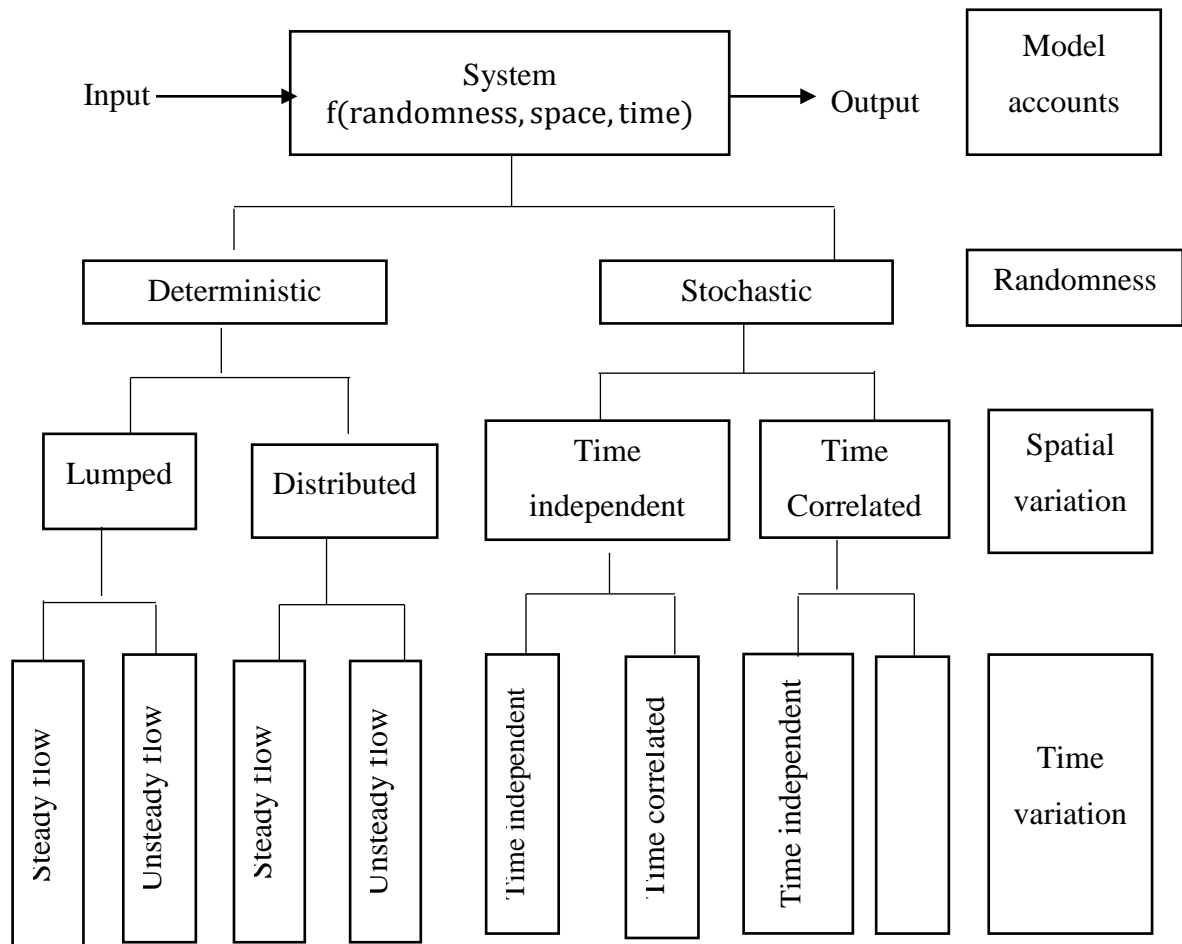 Model
accounts
System
f(randomness, space, time)
Input
Output
Deterministic
Stochastic
Randomness
Lumped
Distributed
Time
independent
Time
Correlated
Spatial
variation
Steady flow
Unsteady flow
Steady flow
Unsteady flow
Time independent
Time correlated
Time independent
Time
variation